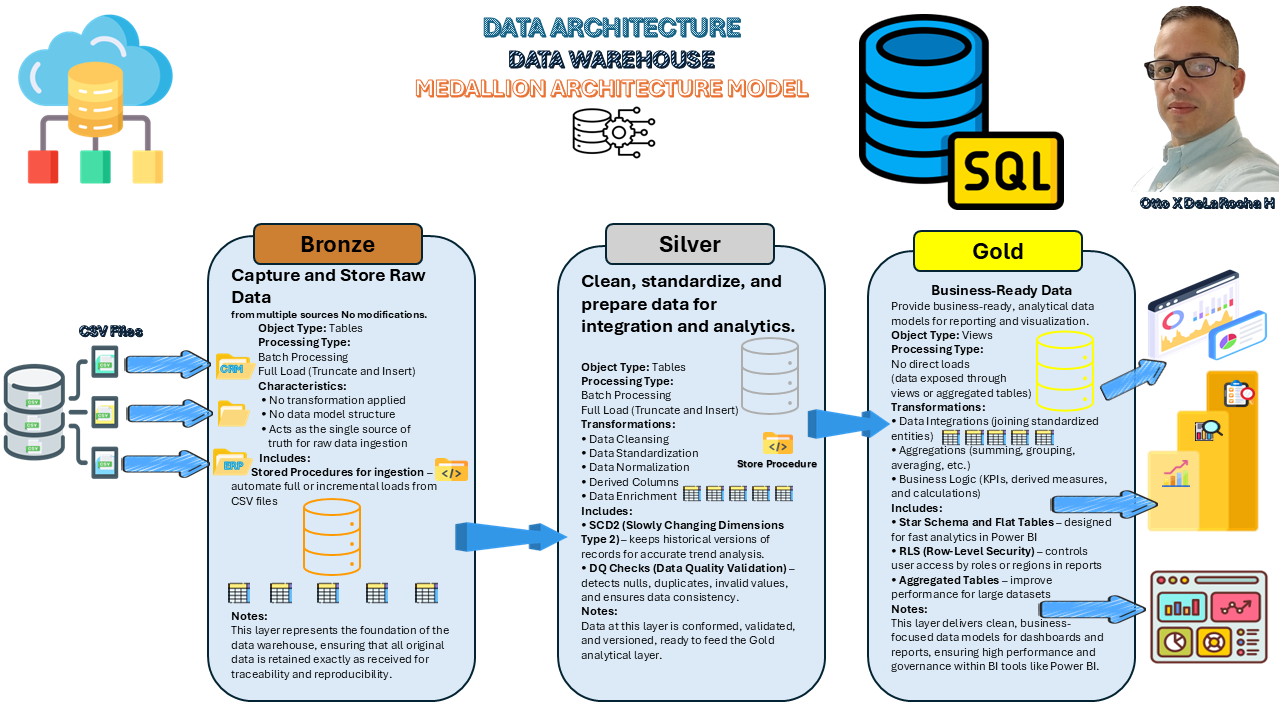 DATA ARCHITECTURE
DATA WAREHOUSE
MEDALLION ARCHITECTURE MODEL
SQL
Otto X DeLaRocha H
CSV Files
CSV
CSV
CSV
CSV
CSV
CSV
Bronze
Capture and Store Raw
Data
from multiple sources No modifications.
Object Type: Tables
Processing Type:
Batch Processing
Full Load (Truncate and Insert)
CRM
Characteristics:
• No transformation applied
• No data model structure
• Acts as the single source of
truth for raw data ingestion
Includes:
ERP
Stored Procedures for ingestion –
automate full or incremental loads from
CSV files
</>
Notes:
This layer represents the foundation of the
data warehouse, ensuring that all original
data is retained exactly as received for
traceability and reproducibility.
Silver
Clean, standardize, and
prepare data for
integration and analytics.
Object Type: Tables
Processing Type:
Batch Processing
Full Load (Truncate and Insert)
Transformations:
• Data Cleansing
• Data Standardization
• Data Normalization
• Derived Columns
• Data Enrichment
</>
Store Procedure
Includes:
• SCD2 (Slowly Changing Dimensions
Type 2) – keeps historical versions of
records for accurate trend analysis.
• DQ Checks (Data Quality Validation) –
detects nulls, duplicates, invalid values,
and ensures data consistency.
Notes:
Data at this layer is conformed, validated,
and versioned, ready to feed the Gold
analytical layer.
Gold
Business-Ready Data
Provide business-ready, analytical data
models for reporting and visualization.
Object Type: Views
Processing Type:
No direct loads
(data exposed through
views or aggregated tables)
Transformations:
• Data Integrations (joining standardized
entities)
• Aggregations (summing, grouping,
averaging, etc.)
• Business Logic (KPIs, derived measures,
and calculations)
Includes:
• Star Schema and Flat Tables – designed
for fast analytics in Power BI
• RLS (Row-Level Security) – controls
user access by roles or regions in reports
• Aggregated Tables – improve
performance for large datasets
Notes:
This layer delivers clean, business-
focused data models for dashboards and
reports, ensuring high performance and
governance within BI tools like Power BI.